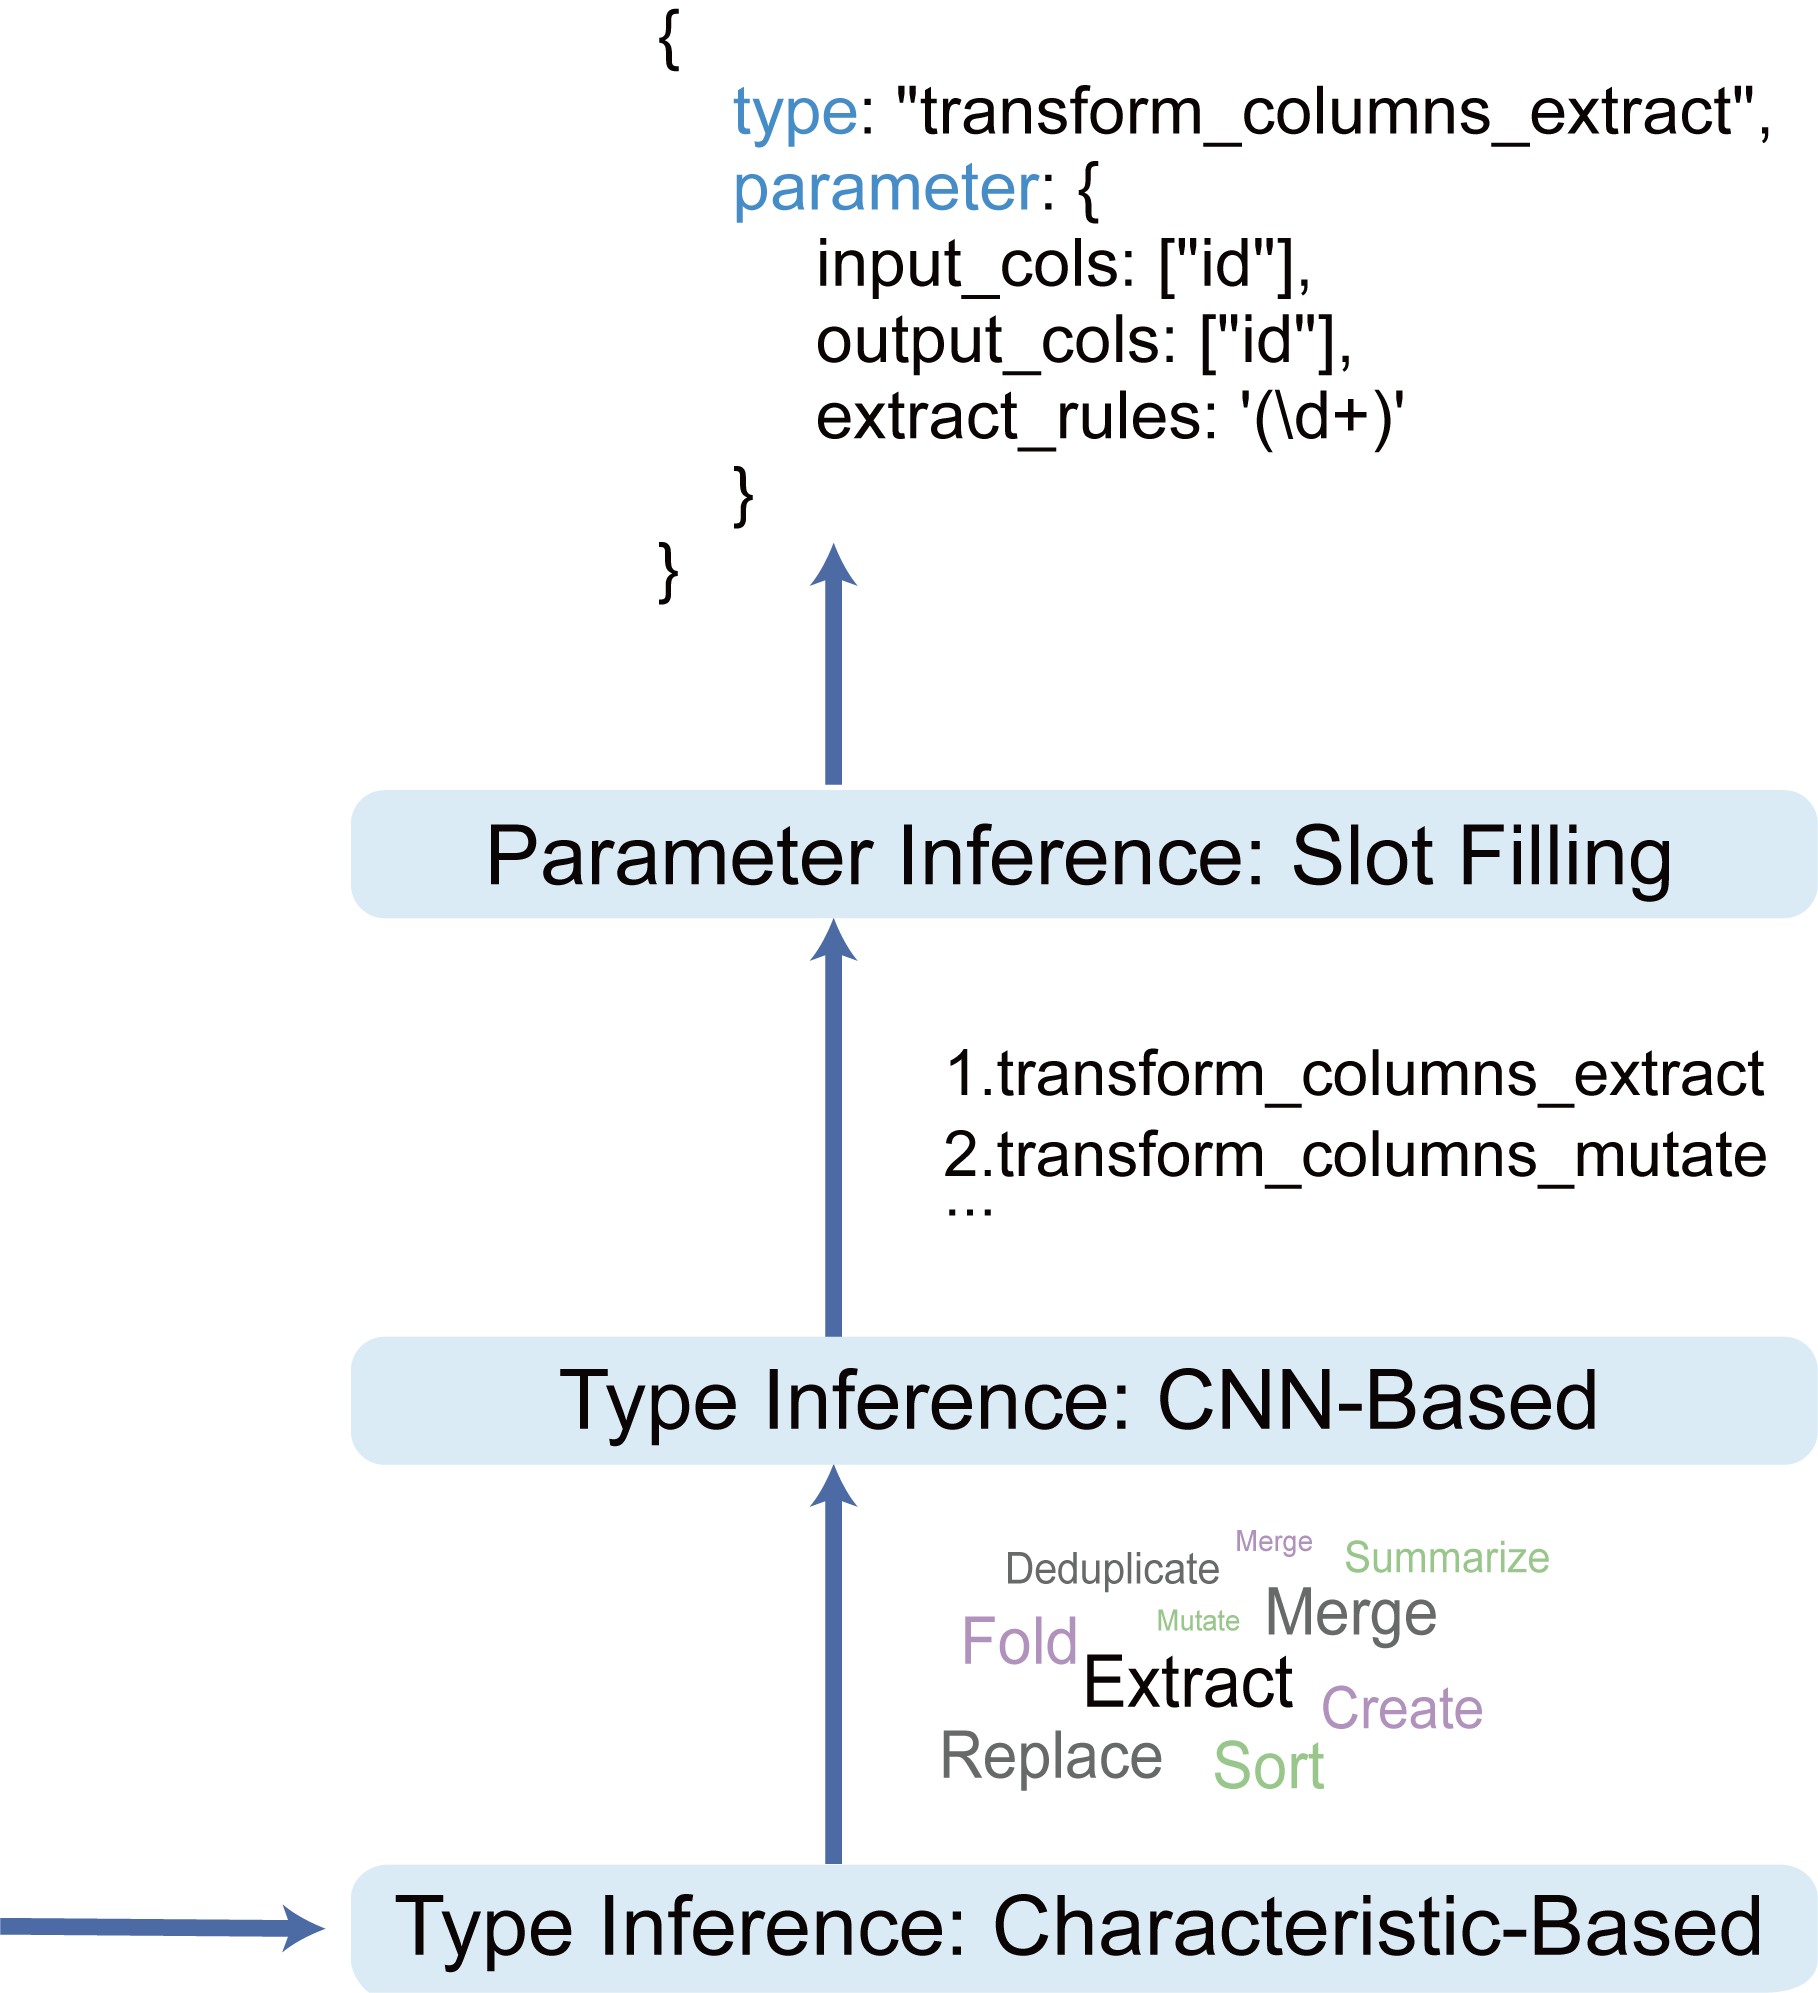 {
type: "transform_columns_extract",
parameter: {
input_cols: ["id"],
output_cols: ["id"],
extract_rules: '(\d+)'
}
}
Parameter Inference: Slot Filling
1.transform_columns_extract
2.transform_columns_mutate
...
Type Inference: CNN-Based
Merge
Summarize
Deduplicate
Mutate
Merge
Fold
Extract
Create
Replace
Sort
Type Inference: Characteristic-Based